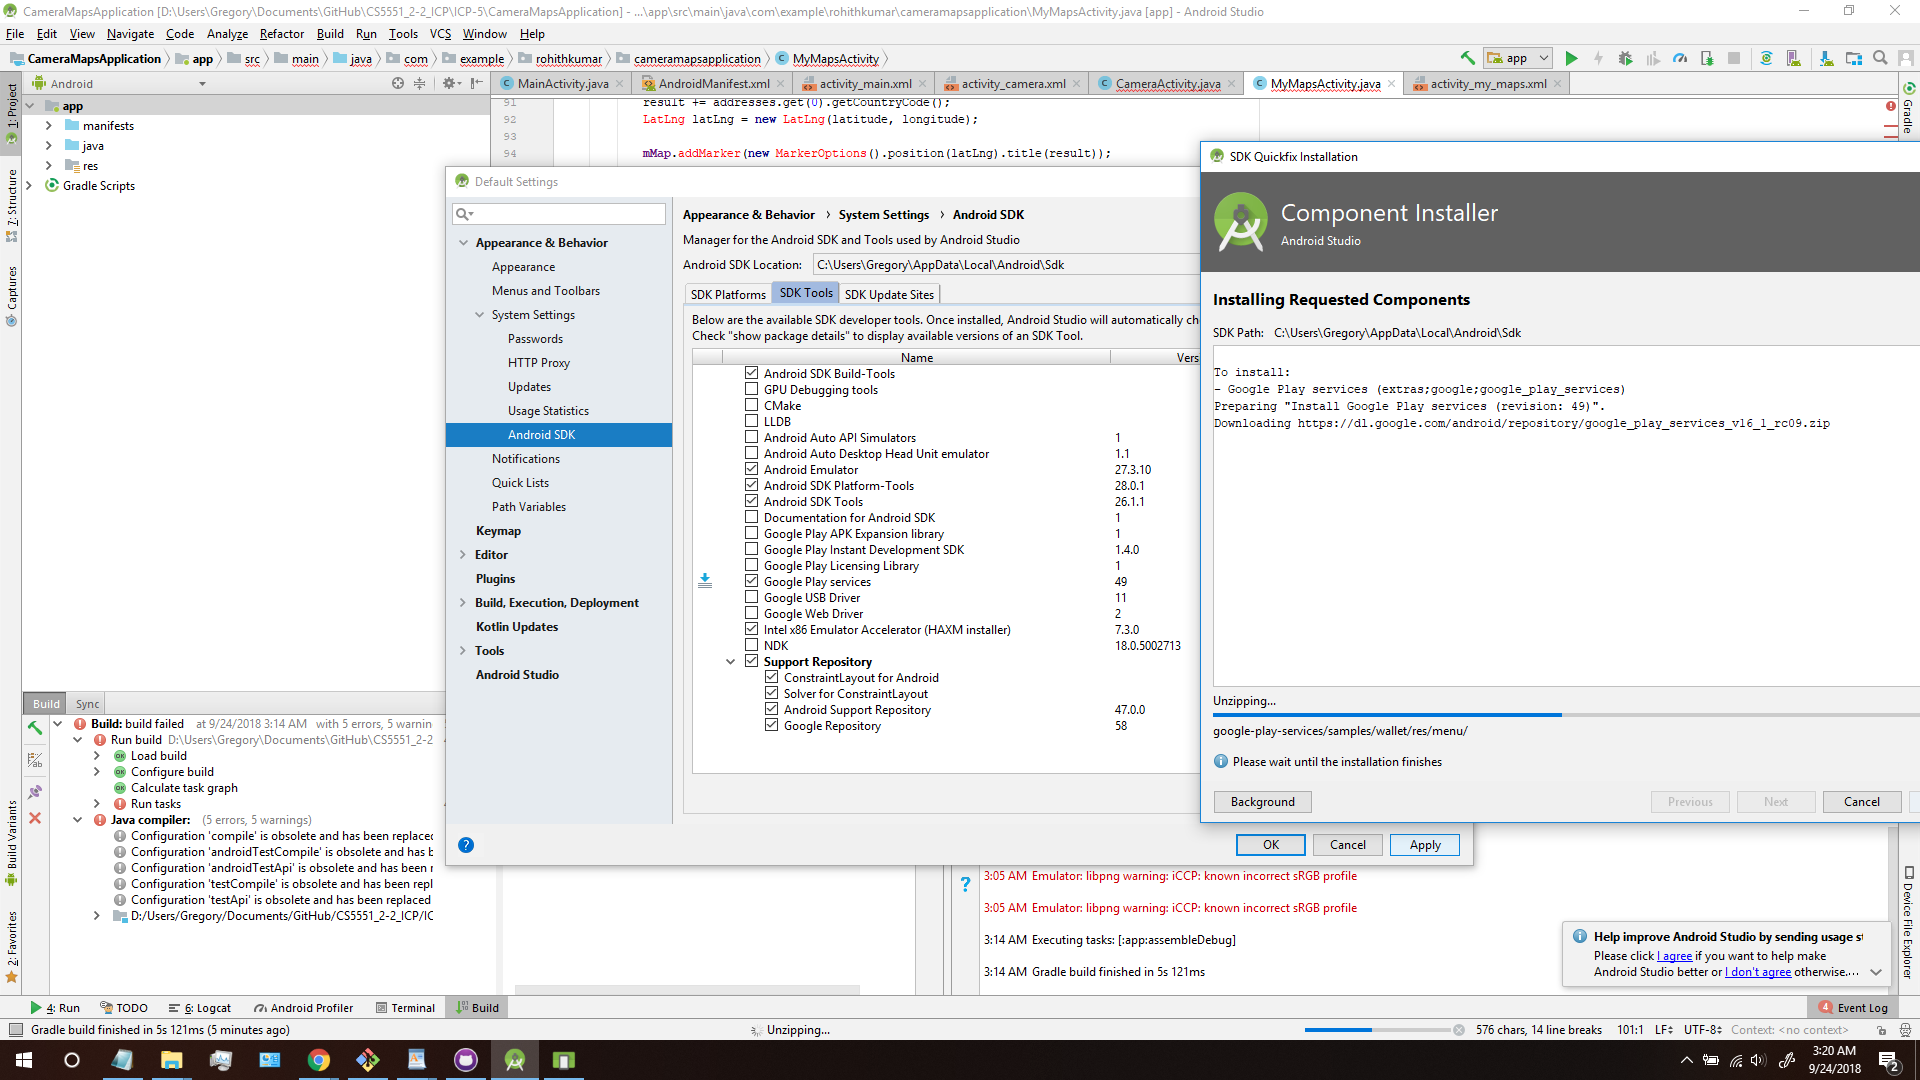 CameraMapsApplication [D:\Users\Gregory\Documents\GitHub\CS5551_2-2_ICP\ICP-5\CameraMapsApplication] - ...\app\src\main\java\com\example\rohithkumar\cameramapsapplication\MyMapsActivity.java [app] - Android Studio
File Edit View Navigate Code Analyze Refactor Build Run Tools VCS Window Help
CameraMapsApplication app src main java com example rohithkumar cameramapsapplication MyMapsActivity
app
Android
MainActivity.java AndroidManifest.xml activity_main.xml activity_camera.xml CameraActivity.java MyMapsActivity.java activity_my_maps.xml
1: Project
7: Structure
Captures
Build Variants
2: Favorites
Gradle
Device File Explorer
app
manifests
java
res
Gradle Scripts
91 result += addresses.get(0).getCountryCode();
92 LatLng latLng = new LatLng(latitude, longitude);
93
94 mMap.addMarker(new MarkerOptions().position(latLng).title(result));
Default Settings
Appearance & Behavior
Appearance
Menus and Toolbars
System Settings
Passwords
HTTP Proxy
Updates
Usage Statistics
Android SDK
Notifications
Quick Lists
Path Variables
Keymap
Editor
Plugins
Build, Execution, Deployment
Kotlin Updates
Tools
Android Studio
Appearance & Behavior › System Settings › Android SDK
Manager for the Android SDK and Tools used by Android Studio
Android SDK Location: C:\Users\Gregory\AppData\Local\Android\Sdk
SDK Platforms SDK Tools SDK Update Sites
Below are the available SDK developer tools. Once installed, Android Studio will automatically ch
Check "show package details" to display available versions of an SDK Tool.
Name Vers
Android SDK Build-Tools
GPU Debugging tools
CMake
LLDB
Android Auto API Simulators 1
Android Auto Desktop Head Unit emulator 1.1
Android Emulator 27.3.10
Android SDK Platform-Tools 28.0.1
Android SDK Tools 26.1.1
Documentation for Android SDK 1
Google Play APK Expansion library 1
Google Play Instant Development SDK 1.4.0
Google Play Licensing Library 1
Google Play services 49
Google USB Driver 11
Google Web Driver 2
Intel x86 Emulator Accelerator (HAXM installer) 7.3.0
NDK 18.0.5002713
Support Repository
ConstraintLayout for Android
Solver for ConstraintLayout
Android Support Repository 47.0.0
Google Repository 58
? OK Cancel Apply
SDK Quickfix Installation
Component Installer
Android Studio
Installing Requested Components
SDK Path: C:\Users\Gregory\AppData\Local\Android\Sdk
To install:
- Google Play services (extras;google;google_play_services)
Preparing "Install Google Play services (revision: 49)".
Downloading https://dl.google.com/android/repository/google_play_services_v16_1_rc09.zip
Unzipping...
google-play-services/samples/wallet/res/menu/
Please wait until the installation finishes
Background Previous Next Cancel
Build Sync
Build: build failed at 9/24/2018 3:14 AM with 5 errors, 5 warnin
Run build D:\Users\Gregory\Documents\GitHub\CS5551_2-2
Load build
Configure build
Calculate task graph
Run tasks
Java compiler: (5 errors, 5 warnings)
Configuration 'compile' is obsolete and has been replaced
Configuration 'androidTestCompile' is obsolete and has b
Configuration 'androidTestApi' is obsolete and has been r
Configuration 'testCompile' is obsolete and has been repl
Configuration 'testApi' is obsolete and has been replaced
D:/Users/Gregory/Documents/GitHub/CS5551_2-2_ICP/IC
?
3:05 AM Emulator: libpng warning: iCCP: known incorrect sRGB profile
3:05 AM Emulator: libpng warning: iCCP: known incorrect sRGB profile
3:14 AM Executing tasks: [:app:assembleDebug]
3:14 AM Gradle build finished in 5s 121ms
Help improve Android Studio by sending usage st
Please click I agree if you want to help make
Android Studio better or I don't agree otherwise....
4: Run TODO 6: Logcat Android Profiler Terminal Build 4 Event Log
Gradle build finished in 5s 121ms (5 minutes ago) Unzipping... 576 chars, 14 line breaks 101:1 LF UTF-8 Context: <no context>
3:20 AM
9/24/2018
2